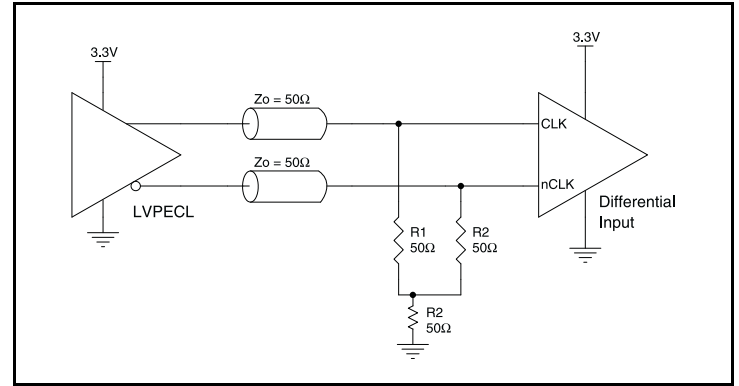 3.3V
3.3V
Zo = 50Ω
CLK
Zo = 50Ω
nCLK
LVPECL
Differential
Input
R1
50Ω
R2
50Ω
R2
50Ω